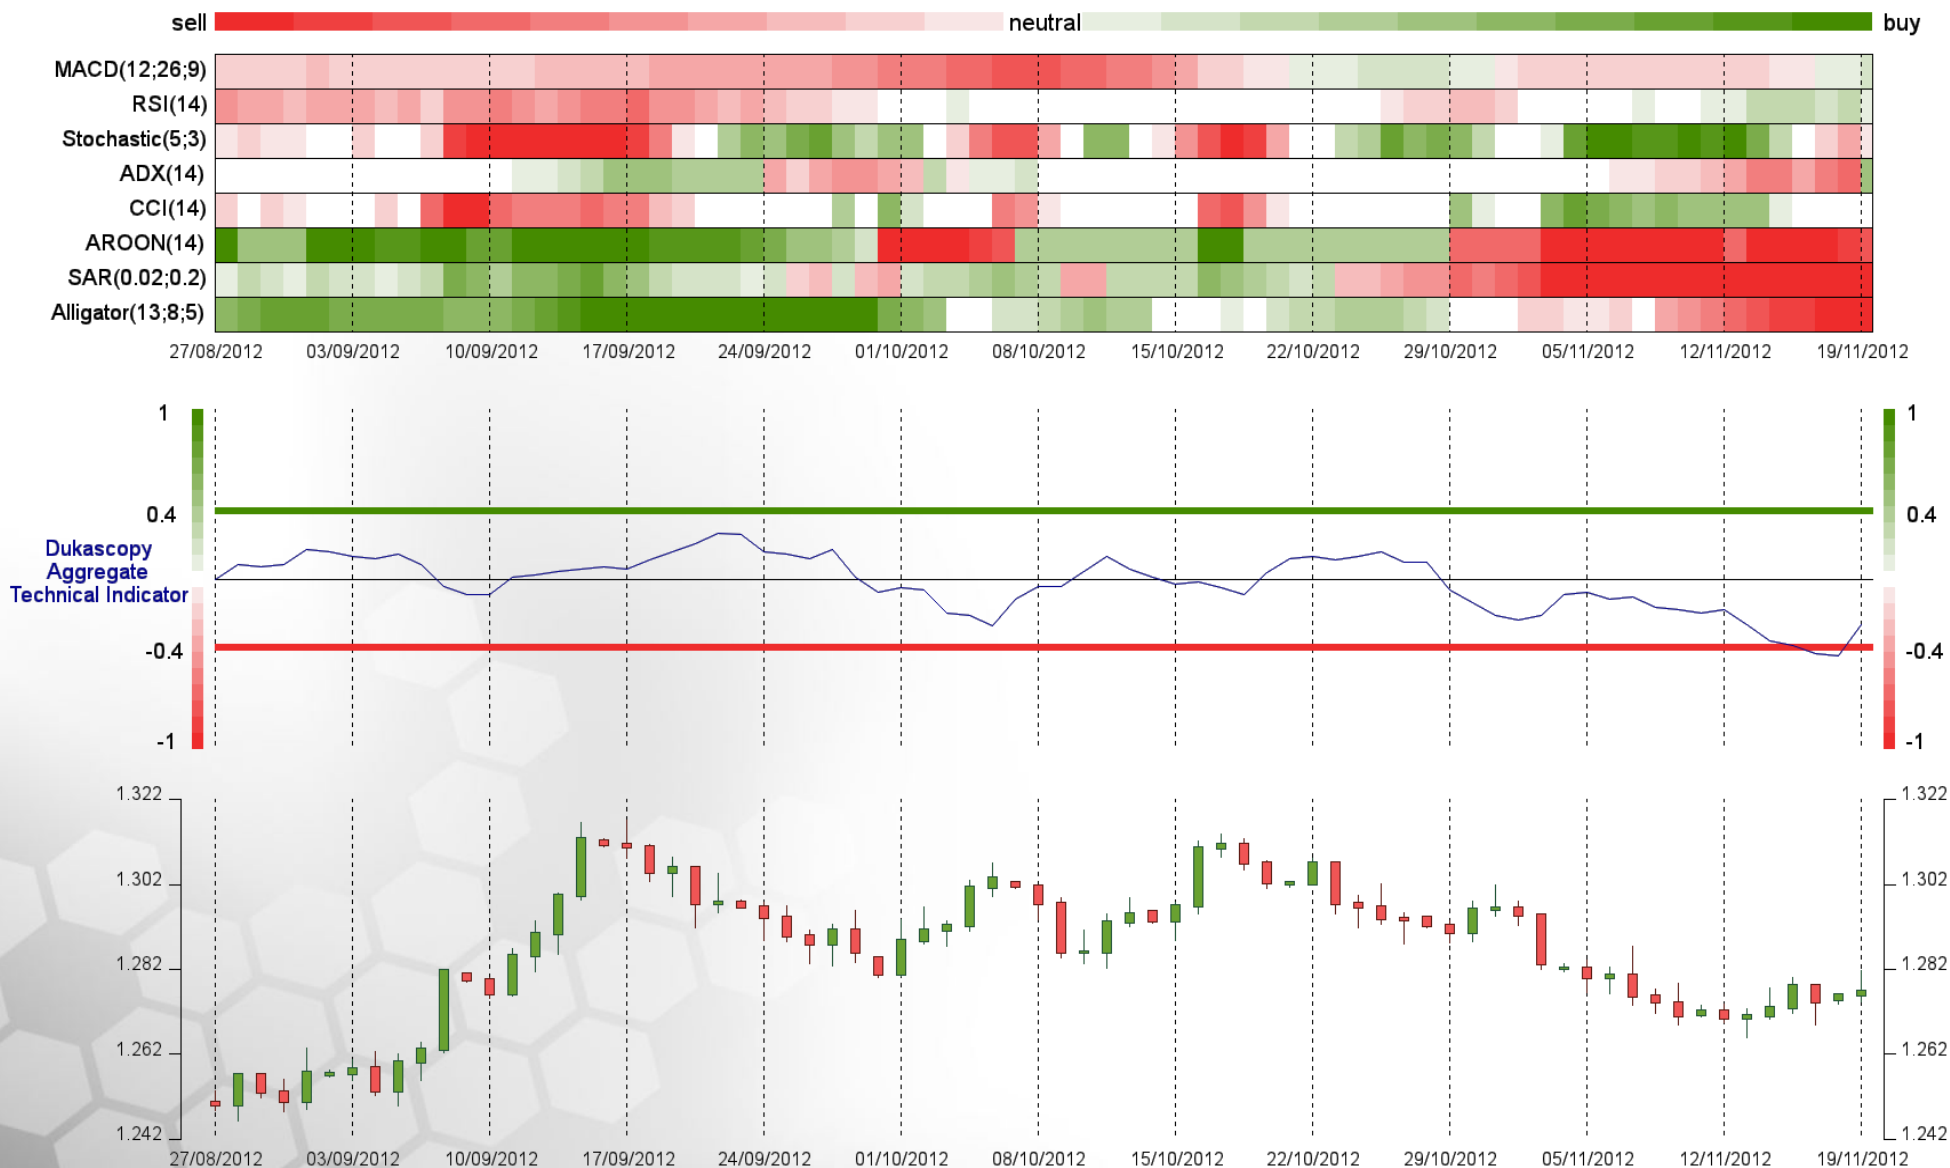 sell neutral buy
MACD(12;26;9)
RSI(14)
Stochastic(5;3)
ADX(14)
CCI(14)
AROON(14)
SAR(0.02;0.2)
Alligator(13;8;5)
27/08/2012 03/09/2012 10/09/2012 17/09/2012 24/09/2012 01/10/2012 08/10/2012 15/10/2012 22/10/2012 29/10/2012 05/11/2012 12/11/2012 19/11/2012
1 1
0.4 0.4
Dukascopy
Aggregate
Technical Indicator
-0.4 -0.4
-1 -1
1.322 1.322
1.302 1.302
1.282 1.282
1.262 1.262
1.242 1.242
27/08/2012 03/09/2012 10/09/2012 17/09/2012 24/09/2012 01/10/2012 08/10/2012 15/10/2012 22/10/2012 29/10/2012 05/11/2012 12/11/2012 19/11/2012